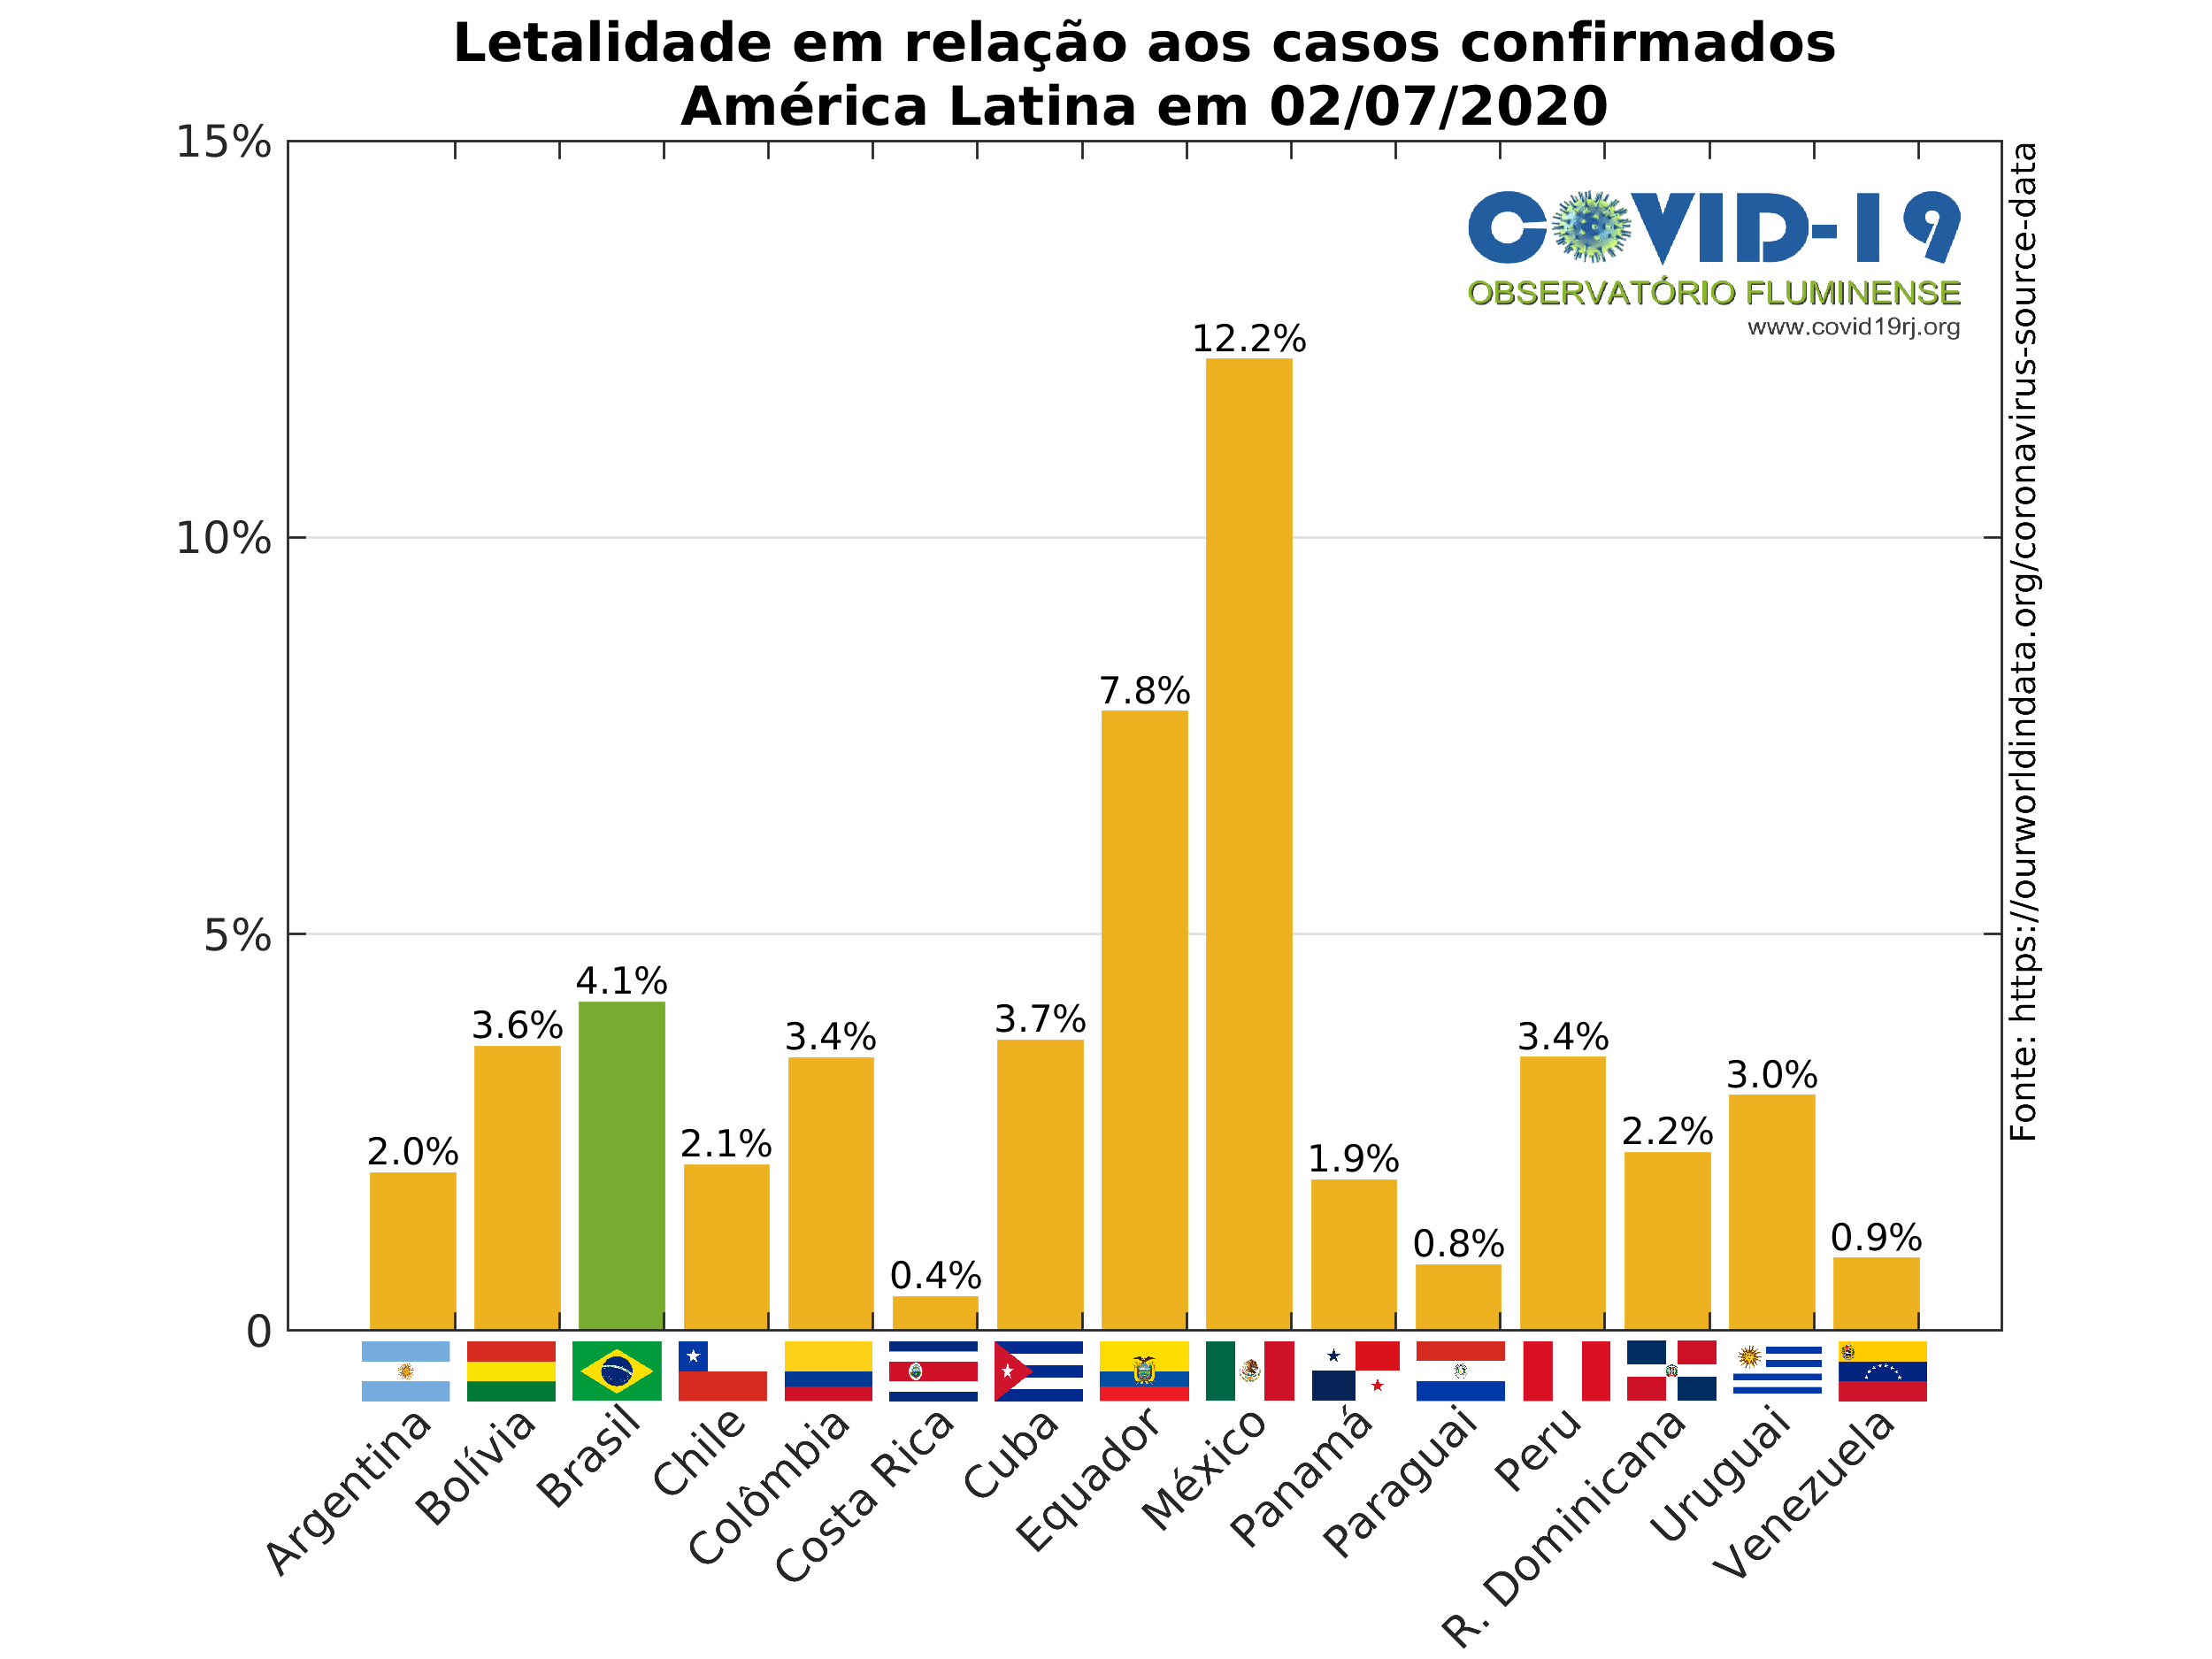 Letalidade em relação aos casos confirmados
América Latina em 02/07/2020
15%
10%
5%
0
COVID-19
OBSERVATÓRIO FLUMINENSE
www.covid19rj.org
Fonte: https://ourworldindata.org/coronavirus-source-data
2.0%
3.6%
4.1%
2.1%
3.4%
0.4%
3.7%
7.8%
12.2%
1.9%
0.8%
3.4%
2.2%
3.0%
0.9%
Argentina
Bolívia
Brasil
Chile
Colômbia
Costa Rica
Cuba
Equador
México
Panamá
Paraguai
Peru
R. Dominicana
Uruguai
Venezuela